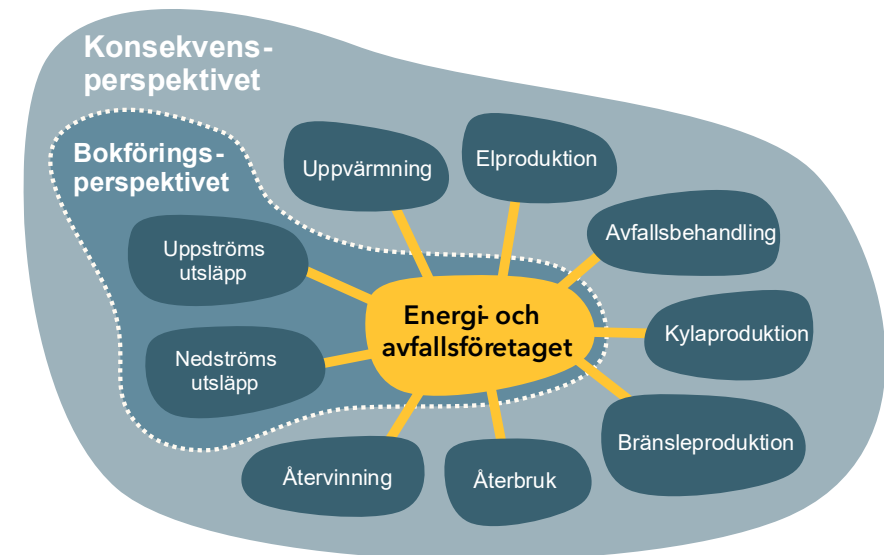 Konsekvens-
perspektivet
Bokförings-
perspektivet
Uppvärmning
Elproduktion
Avfallsbehandling
Uppströms
utsläpp
Energi- och
avfallsföretaget
Kylaproduktion
Nedströms
utsläpp
Bränsleproduktion
Återvinning
Återbruk